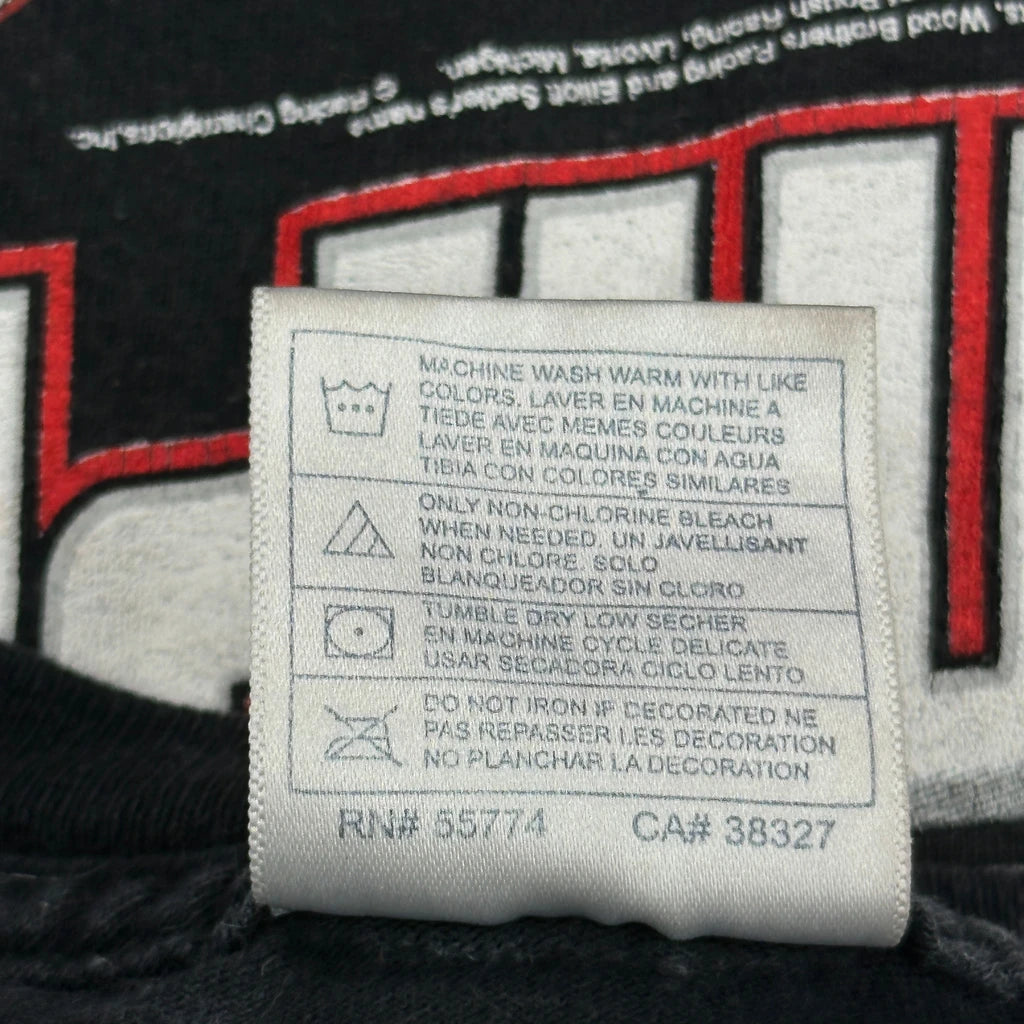 ts, Wood Brothers
Roush Racing, Livonia, Michigan.
Racing and Elliot Sadler's name
© Racing Champions, Inc.
MACHINE WASH WARM WITH LIKE
COLORS. LAVER EN MACHINE A
TIEDE AVEC MEMES COULEURS
LAVER EN MAQUINA CON AGUA
TIBIA CON COLORES SIMILARES
ONLY NON-CHLORINE BLEACH
WHEN NEEDED. UN JAVELLISANT
NON CHLORE. SOLO
BLANQUEADOR SIN CLORO
TUMBLE DRY LOW SECHER
EN MACHINE CYCLE DELICATE
USAR SECADORA CICLO LENTO
DO NOT IRON IF DECORATED NE
PAS REPASSER LES DECORATION
NO PLANCHAR LA DECORATION
RN# 55774 CA# 38327